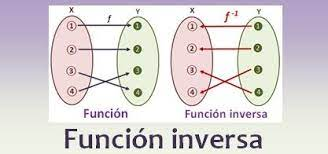 X f Y X f⁻¹ Y
1 1 1 1
2 2 2 2
3 3 3 3
4 4 4 4
Función Función inversa
Función inversa